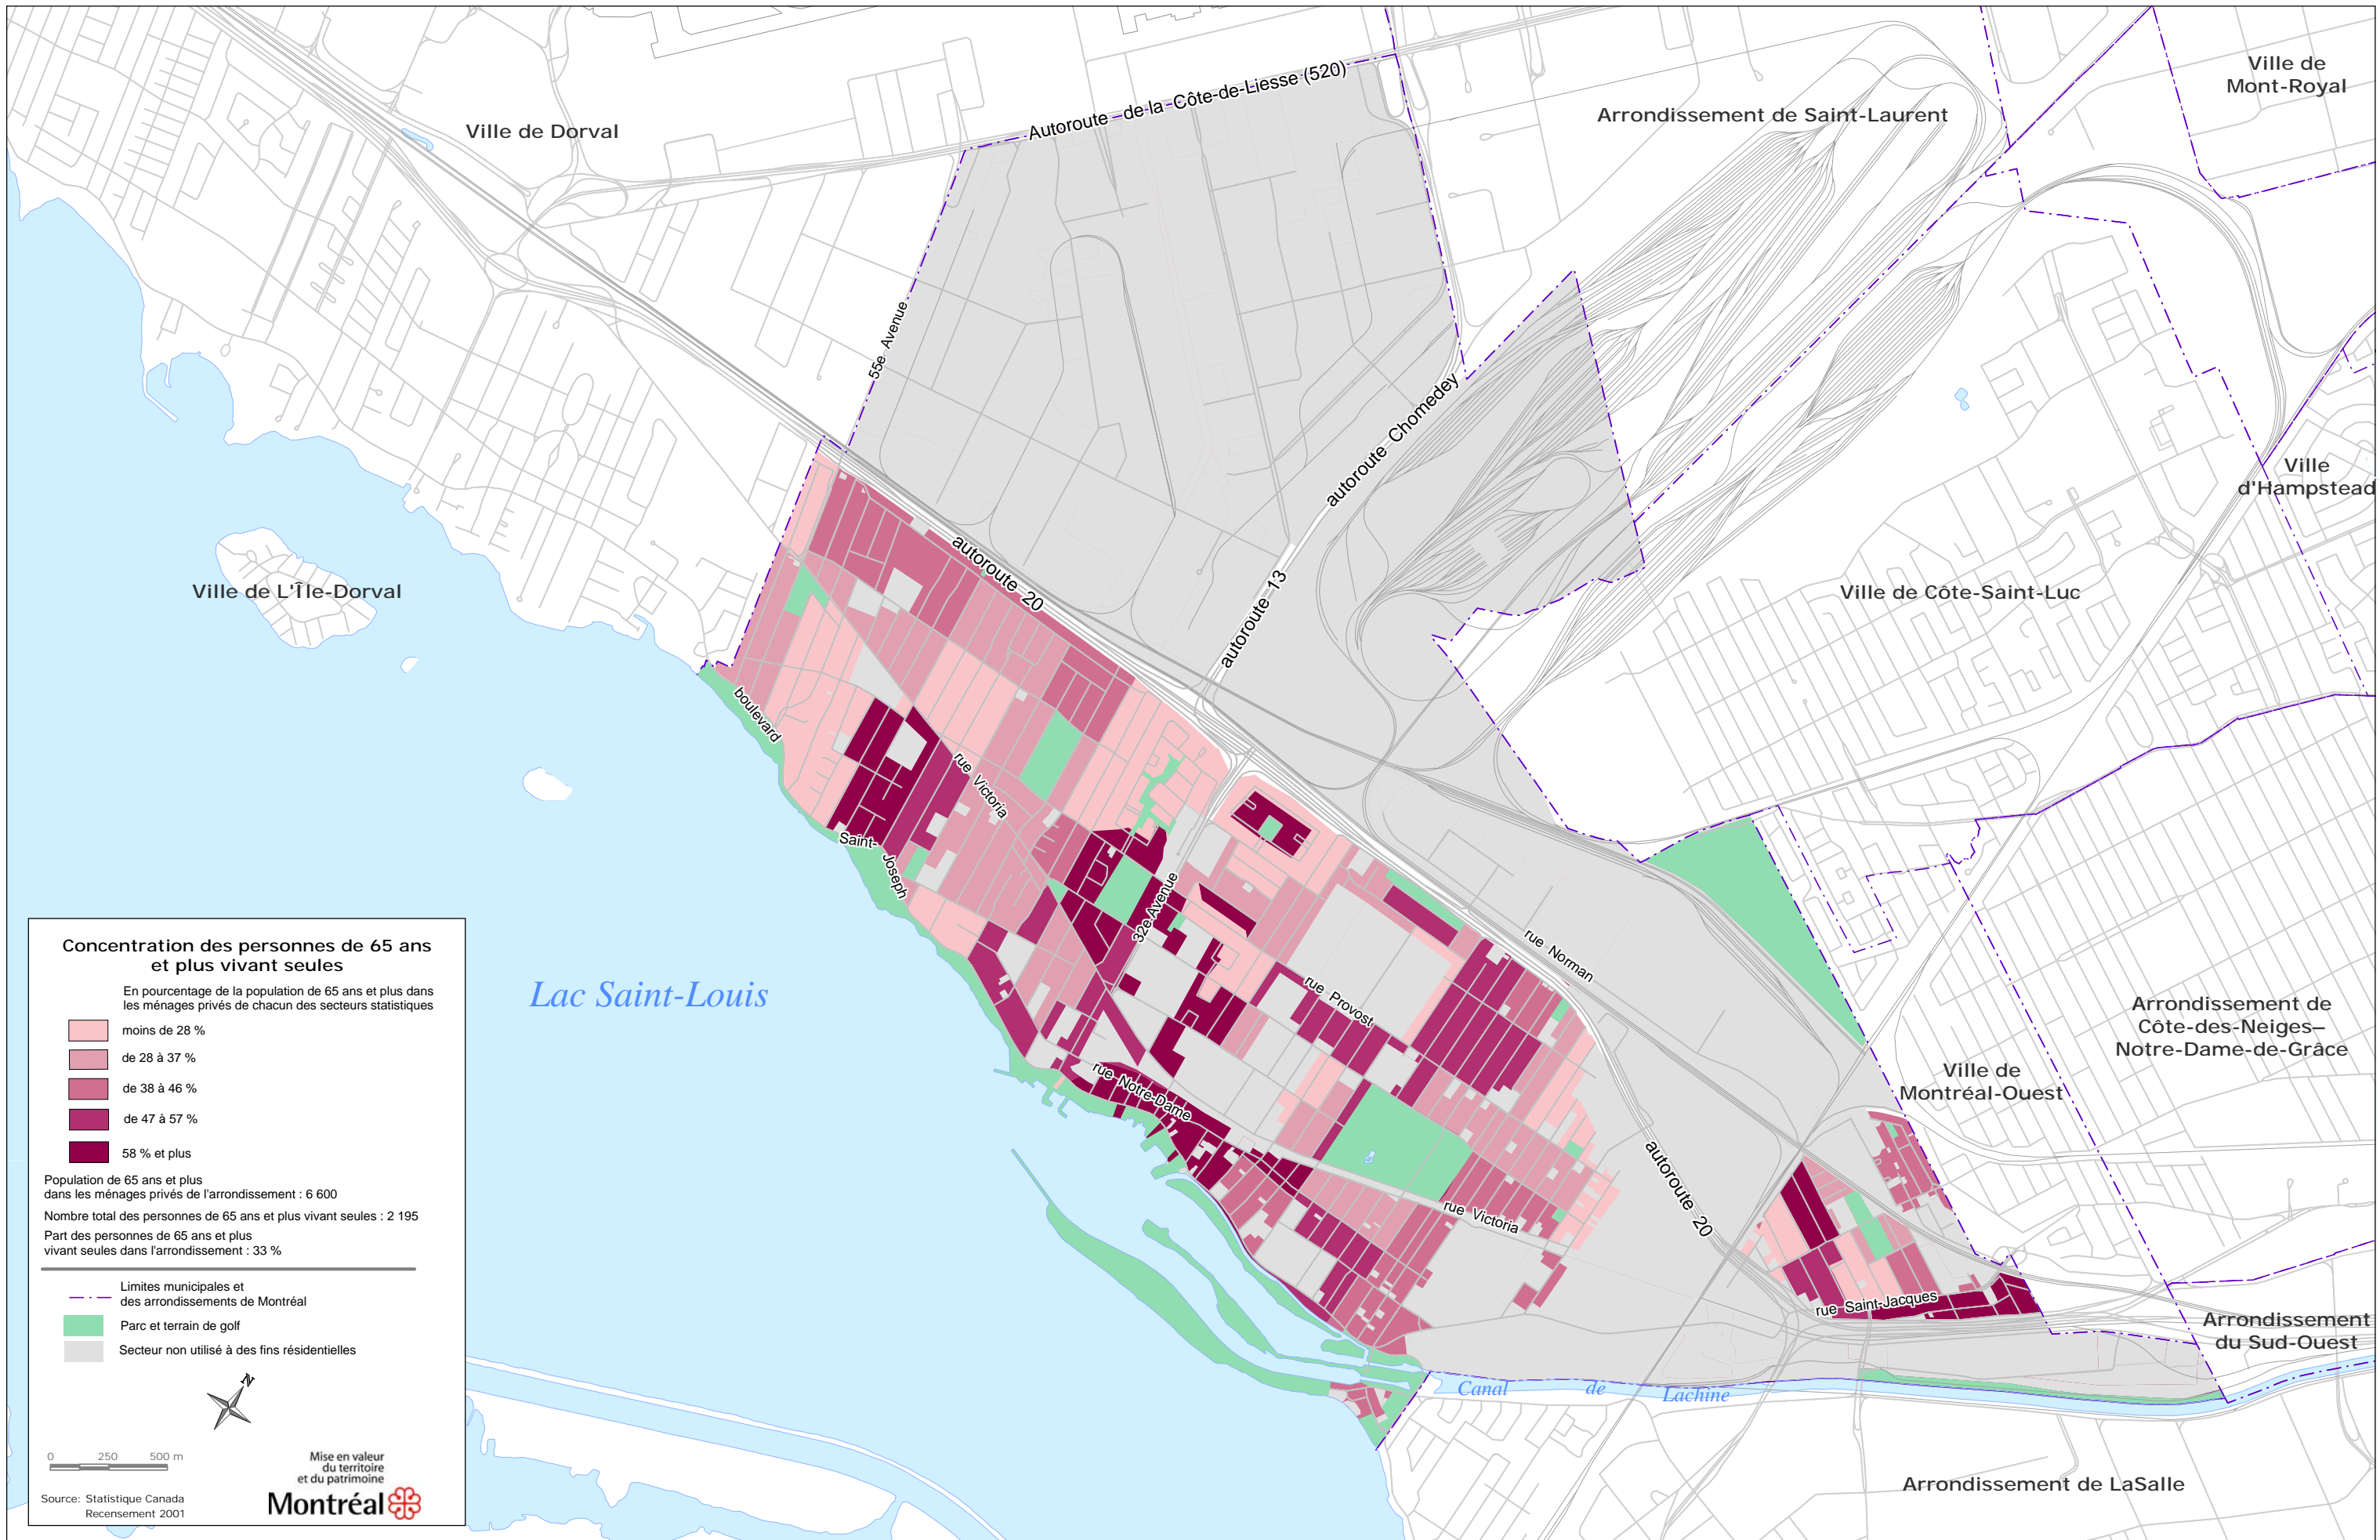 Ville de
Mont-Royal
Arrondissement de Saint-Laurent
Ville de Dorval
Autoroute de la Côte-de-Liesse (520)
55e Avenue
autoroute Chomedey
Ville
d'Hampstead
autoroute 20
autoroute 13
Ville de L'Île-Dorval
Ville de Côte-Saint-Luc
boulevard
rue Victoria
Saint-
Joseph
32e Avenue
rue Norman
rue Provost
Lac Saint-Louis
Arrondissement de
Côte-des-Neiges–
Notre-Dame-de-Grâce
Ville de
Montréal-Ouest
rue Notre-Dame
autoroute 20
rue Victoria
rue Saint-Jacques
Arrondissement
du Sud-Ouest
Canal de Lachine
Arrondissement de LaSalle
Concentration des personnes de 65 ans
et plus vivant seules
En pourcentage de la population de 65 ans et plus dans
les ménages privés de chacun des secteurs statistiques
moins de 28 %
de 28 à 37 %
de 38 à 46 %
de 47 à 57 %
58 % et plus
Population de 65 ans et plus
dans les ménages privés de l'arrondissement : 6 600
Nombre total des personnes de 65 ans et plus vivant seules : 2 195
Part des personnes de 65 ans et plus
vivant seules dans l'arrondissement : 33 %
Limites municipales et
des arrondissements de Montréal
Parc et terrain de golf
Secteur non utilisé à des fins résidentielles
N
0 250 500 m
Mise en valeur
du territoire
et du patrimoine
Montréal
Source: Statistique Canada
Recensement 2001